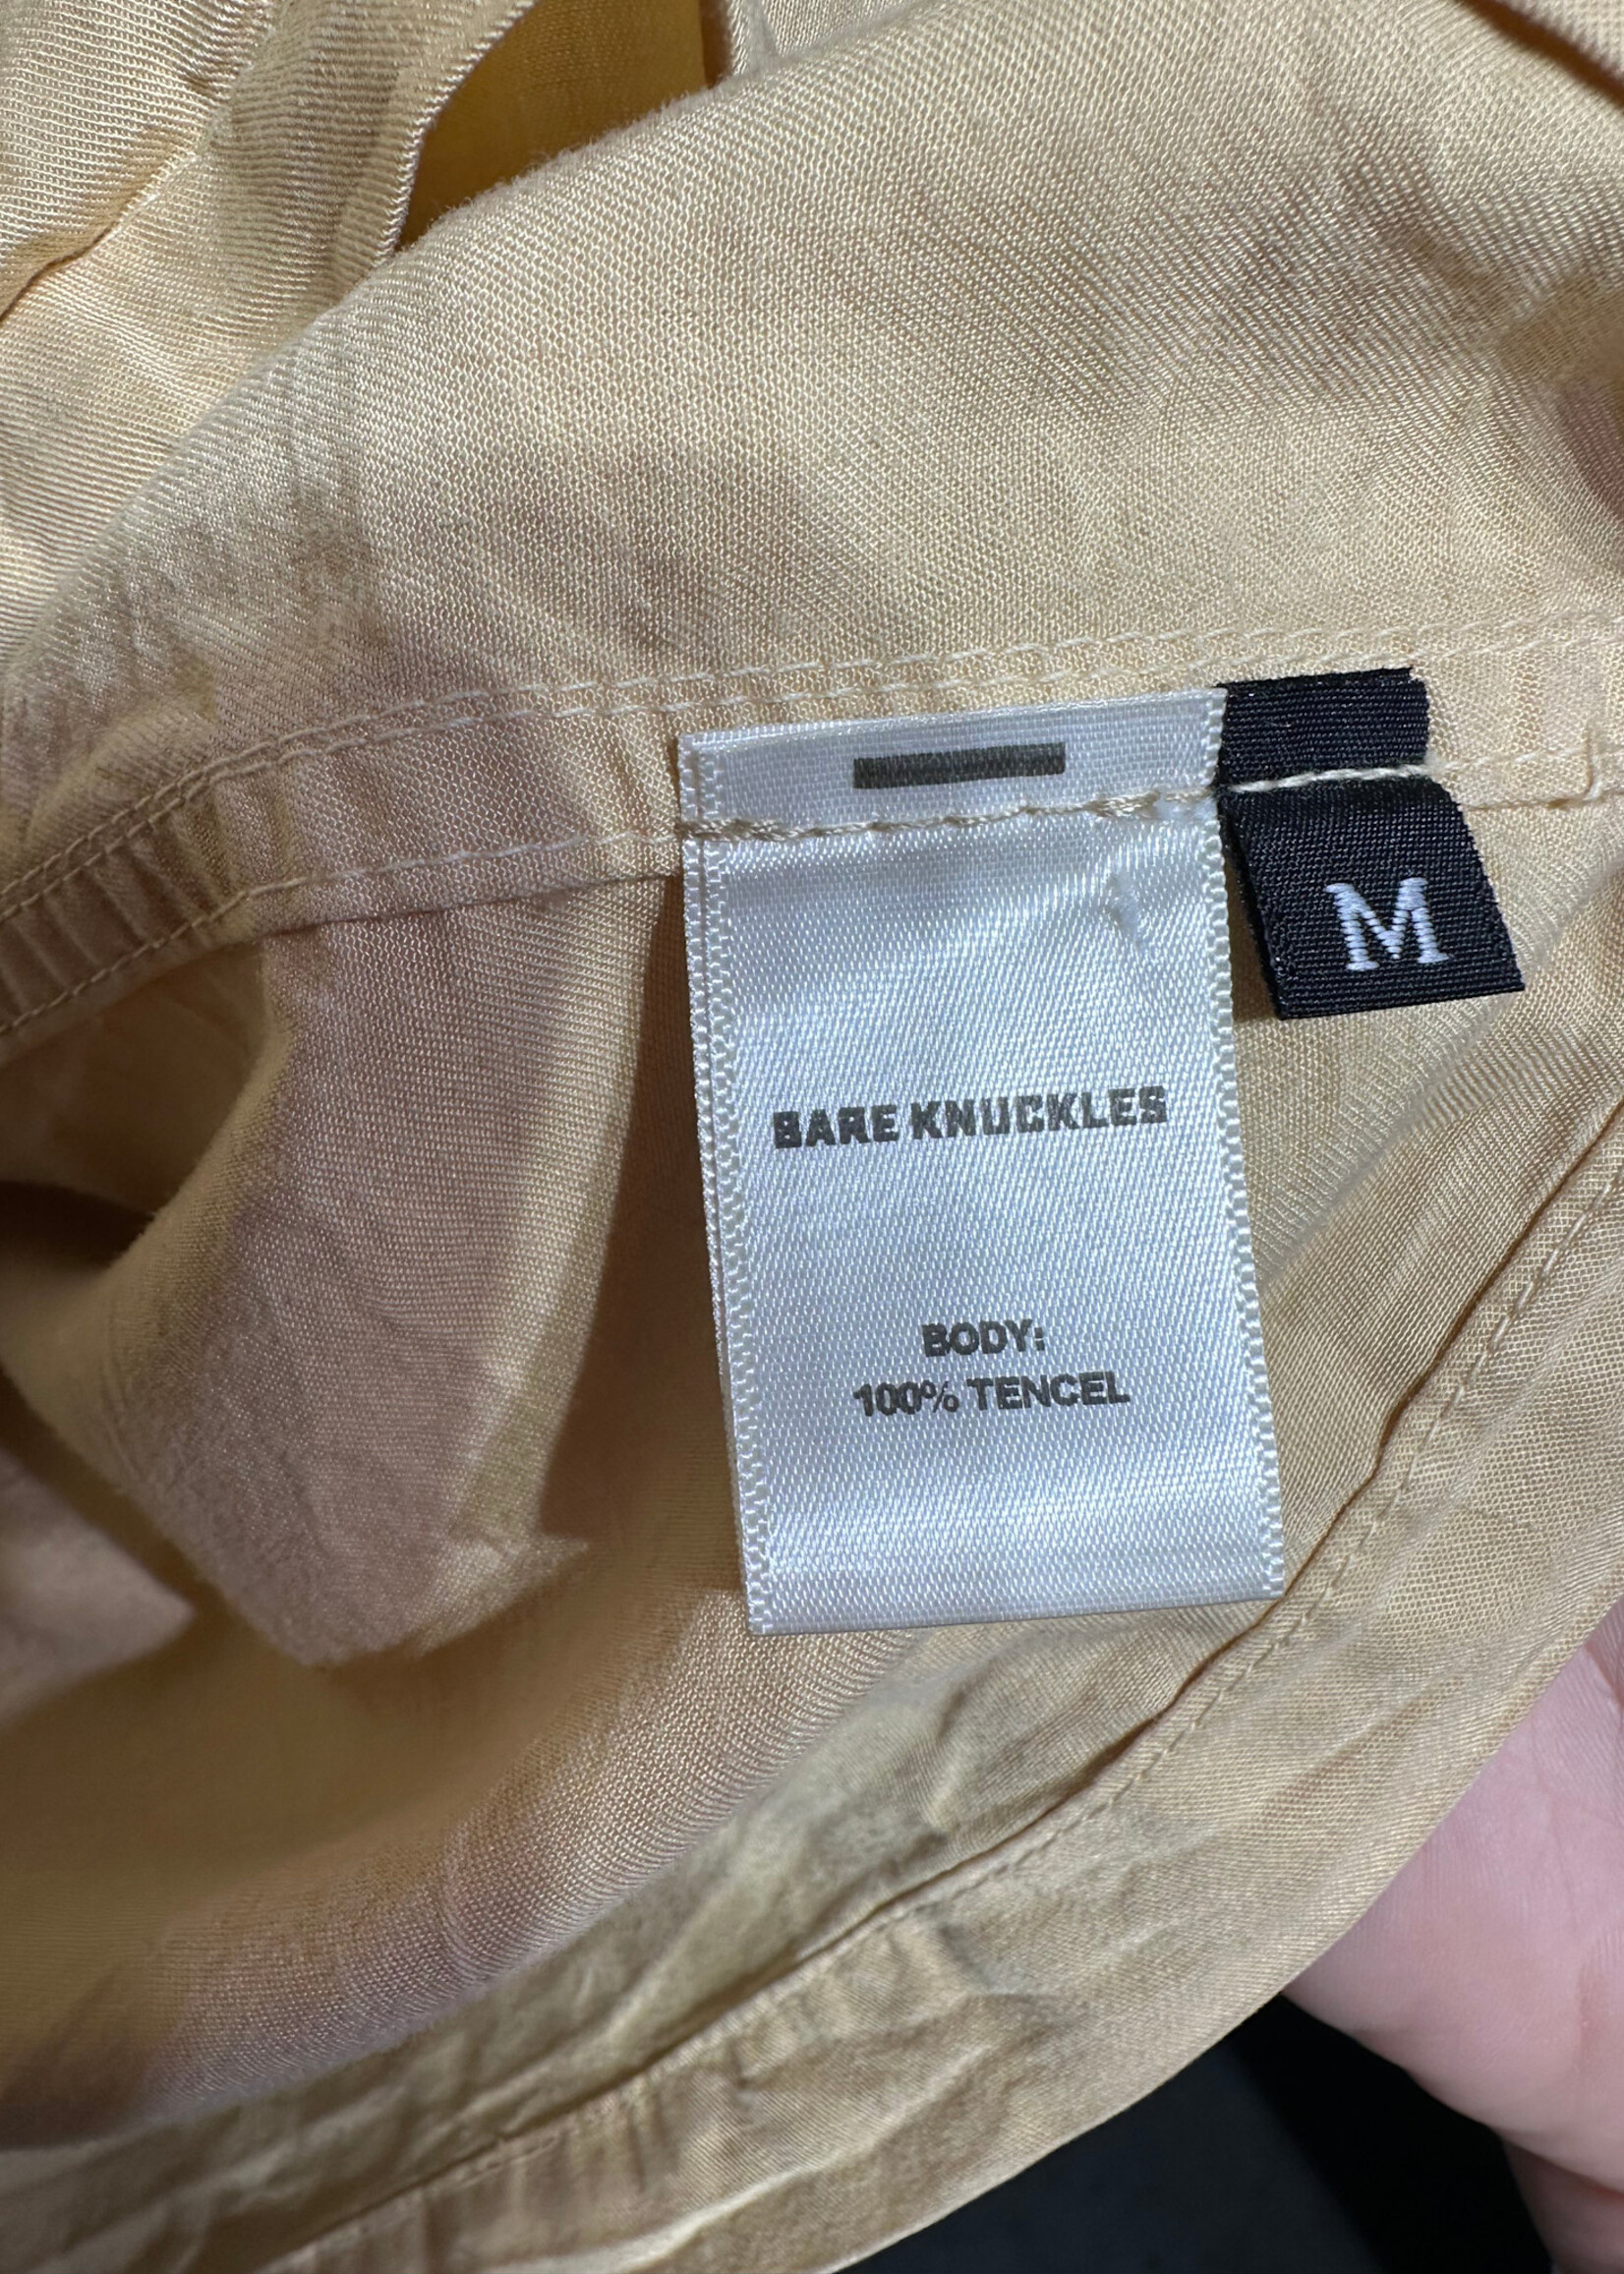 M
BARE KNUCKLES
BODY:
100% TENCEL